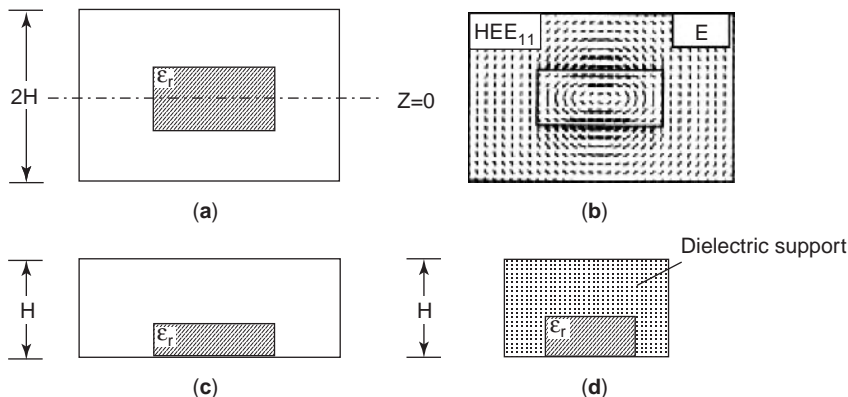 2H
εr
Z=0
(a)
HEE11
E
(b)
H
εr
(c)
H
εr
Dielectric support
(d)